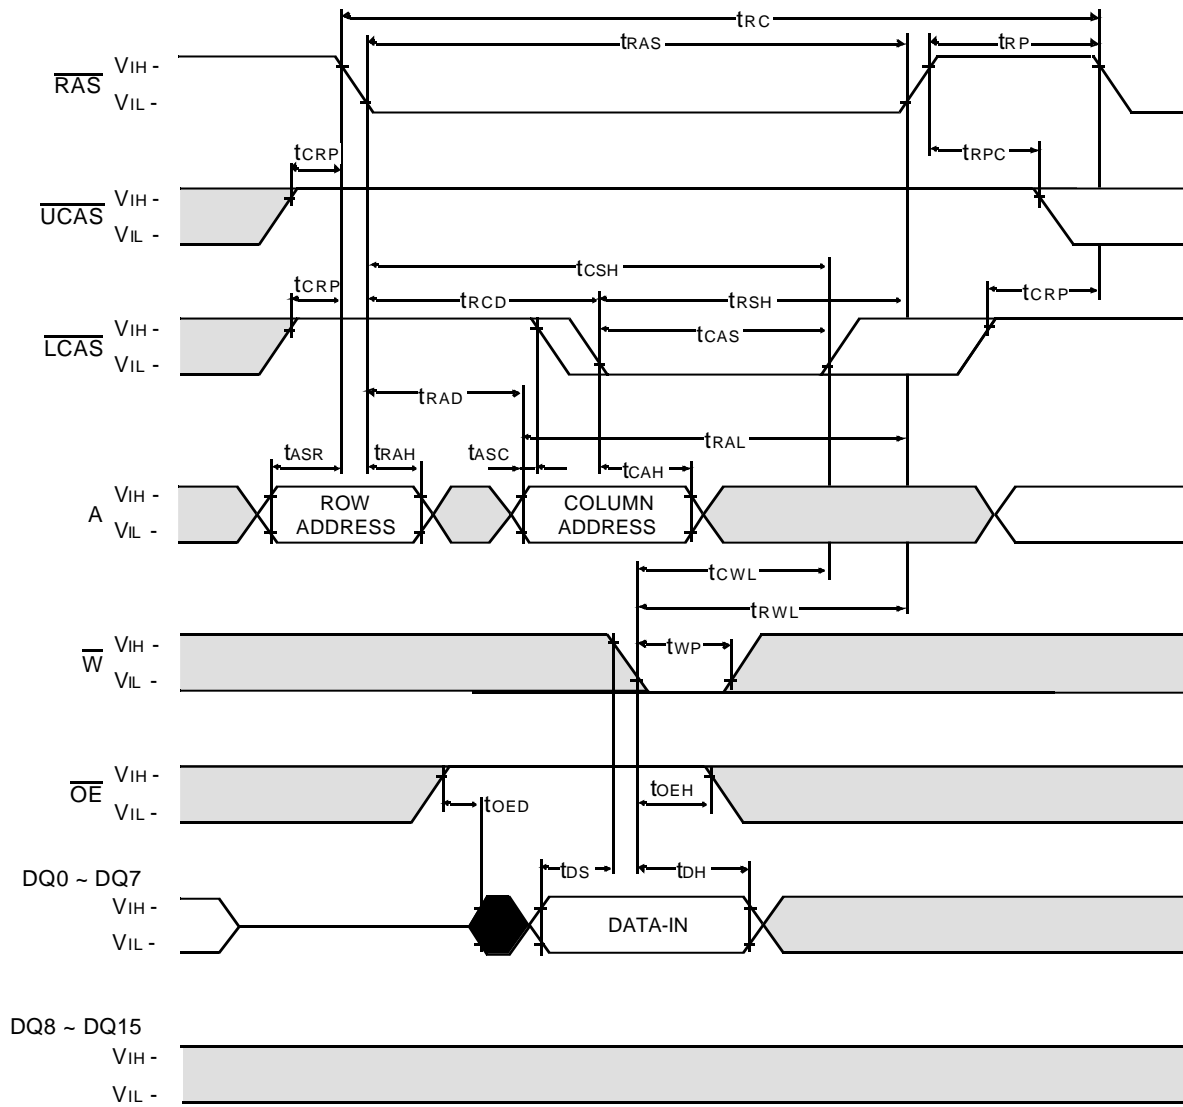 tRC
tRAS tRP
RAS VIH -
VIL -
tCRP tRPC
UCAS VIH -
VIL -
tCSH
tCRP tRCD tRSH tCRP
LCAS VIH -
VIL -
tCAS
tRAD
tRAL
tASR tRAH tASC tCAH
A VIH -
VIL -
ROW
ADDRESS
COLUMN
ADDRESS
tCWL
tRWL
W VIH -
VIL -
tWP
OE VIH -
VIL -
tOED tOEH
tDS tDH
DQ0 ~ DQ7
VIH -
VIL -
DATA-IN
DQ8 ~ DQ15
VIH -
VIL -